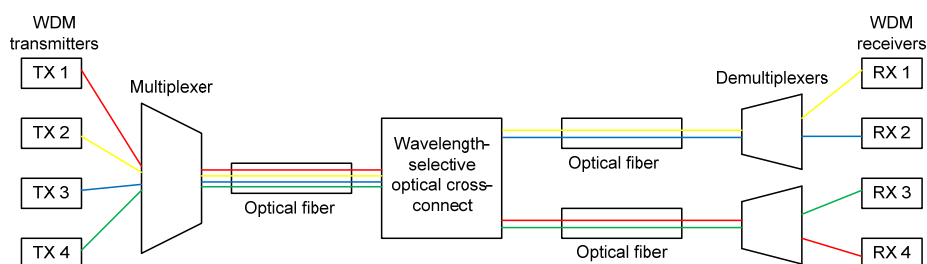 WDM
transmitters
TX 1
TX 2
TX 3
TX 4
Multiplexer
Optical fiber
Wavelength-
selective
optical cross-
connect
Optical fiber
Optical fiber
Demultiplexers
WDM
receivers
RX 1
RX 2
RX 3
RX 4